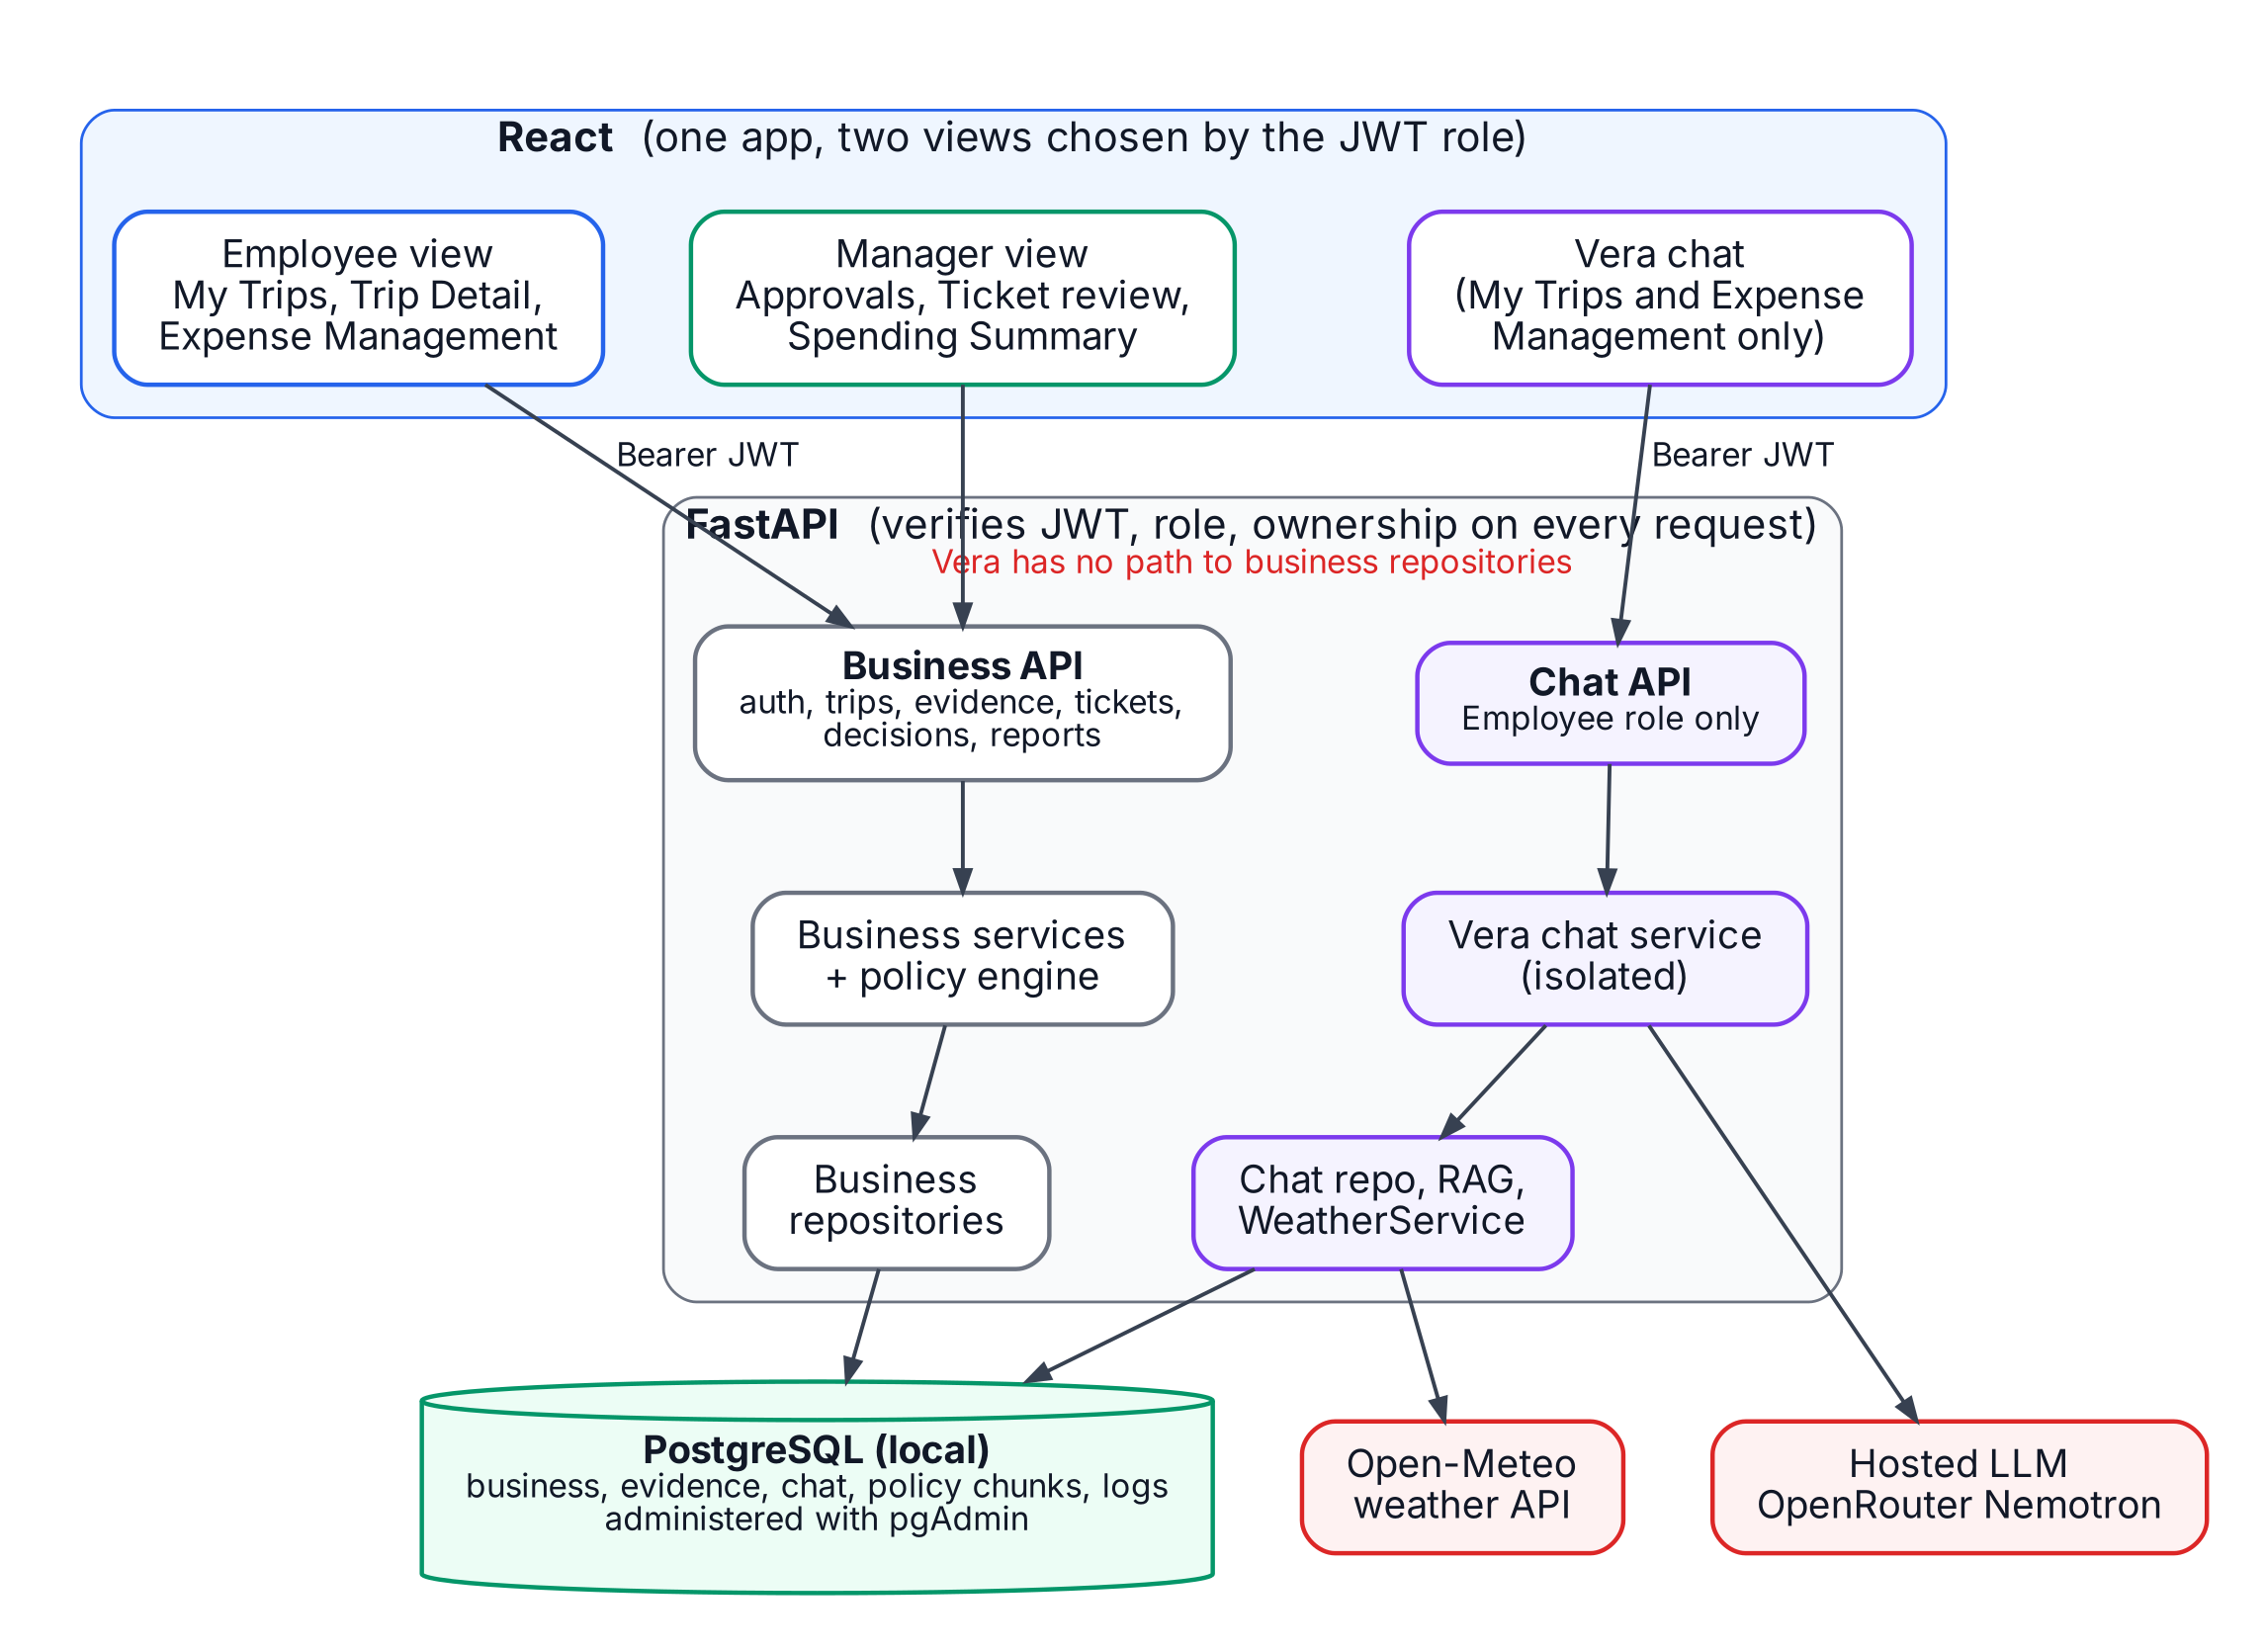 React (one app, two views chosen by the JWT role)
Employee view
My Trips, Trip Detail,
Expense Management
Manager view
Approvals, Ticket review,
Spending Summary
Vera chat
(My Trips and Expense
Management only)
Bearer JWT
Bearer JWT
FastAPI (verifies JWT, role, ownership on every request)
Vera has no path to business repositories
Business API
auth, trips, evidence, tickets,
decisions, reports
Chat API
Employee role only
Business services
+ policy engine
Vera chat service
(isolated)
Business
repositories
Chat repo, RAG,
WeatherService
PostgreSQL (local)
business, evidence, chat, policy chunks, logs
administered with pgAdmin
Open-Meteo
weather API
Hosted LLM
OpenRouter Nemotron